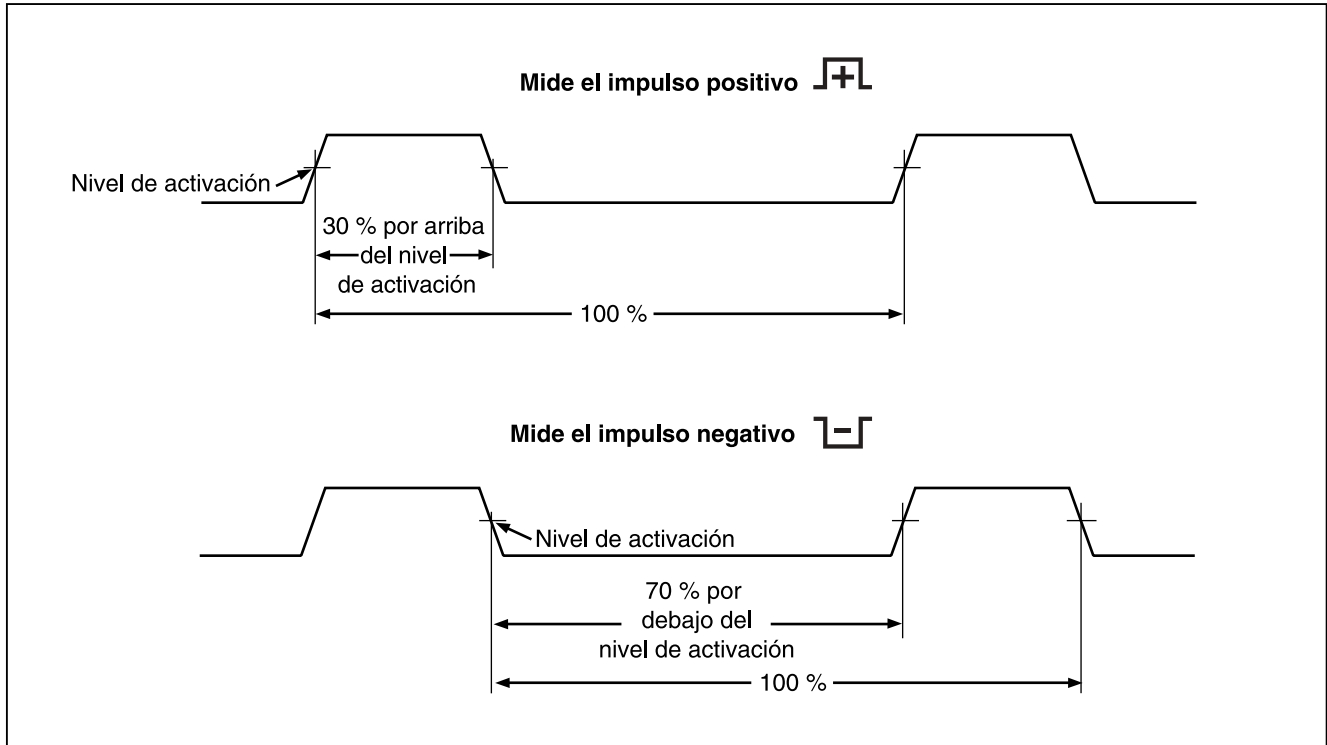 Mide el impulso positivo +
Nivel de activación
30 % por arriba
del nivel
de activación
100 %
Mide el impulso negativo -
Nivel de activación
70 % por
debajo del
nivel de activación
100 %